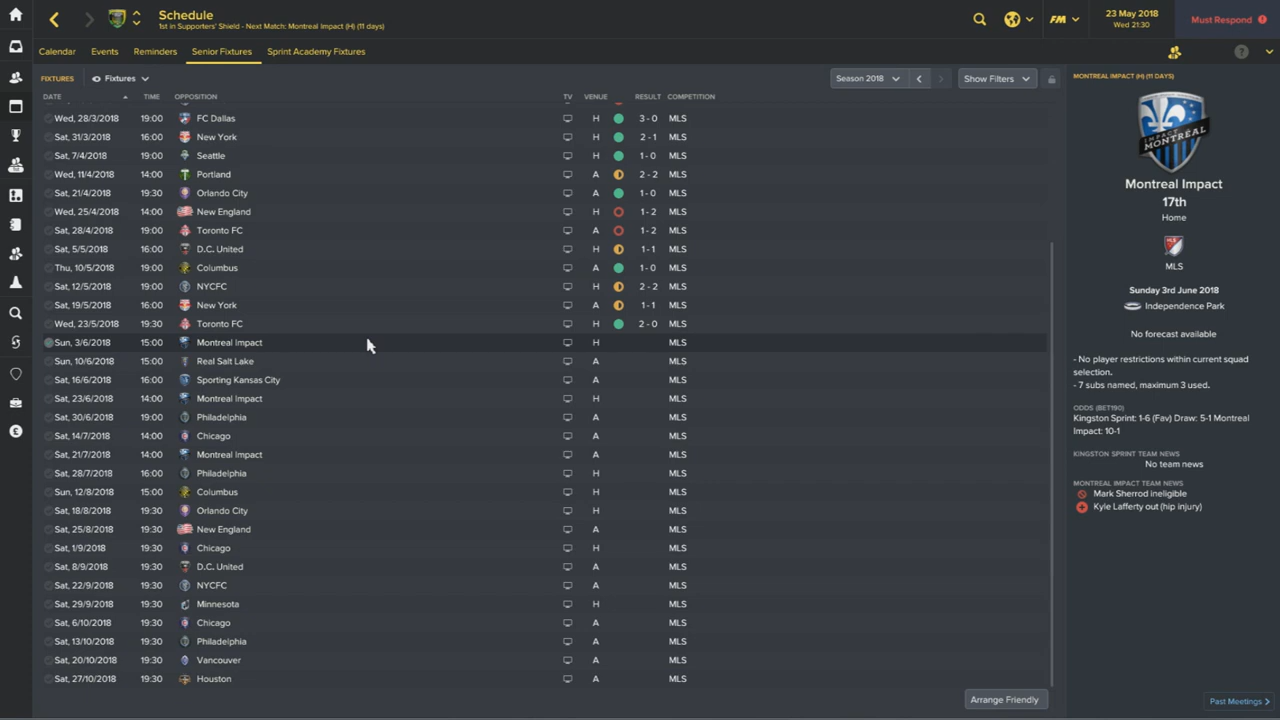 Schedule
1st in Supporters' Shield - Next Match: Montreal Impact (H) (11 days)
FM
23 May 2018
Wed 21:30
Must Respond
Calendar Events Reminders Senior Fixtures Sprint Academy Fixtures
FIXTURES Fixtures Season 2018 Show Filters
DATE TIME OPPOSITION TV VENUE RESULT COMPETITION
Wed, 28/3/2018 19:00 FC Dallas H 3 - 0 MLS
Sat, 31/3/2018 16:00 New York H 2 - 1 MLS
Sat, 7/4/2018 19:00 Seattle H 1 - 0 MLS
Wed, 11/4/2018 14:00 Portland A 2 - 2 MLS
Sat, 21/4/2018 19:30 Orlando City A 1 - 0 MLS
Wed, 25/4/2018 14:00 New England H 1 - 2 MLS
Sat, 28/4/2018 19:00 Toronto FC A 1 - 2 MLS
Sat, 5/5/2018 16:00 D.C. United H 1 - 1 MLS
Thu, 10/5/2018 19:00 Columbus A 1 - 0 MLS
Sat, 12/5/2018 19:00 NYCFC H 2 - 2 MLS
Sat, 19/5/2018 16:00 New York A 1 - 1 MLS
Wed, 23/5/2018 19:30 Toronto FC H 2 - 0 MLS
Sun, 3/6/2018 15:00 Montreal Impact H MLS
Sun, 10/6/2018 15:00 Real Salt Lake A MLS
Sat, 16/6/2018 16:00 Sporting Kansas City A MLS
Sat, 23/6/2018 14:00 Montreal Impact H MLS
Sat, 30/6/2018 19:00 Philadelphia A MLS
Sat, 14/7/2018 14:00 Chicago A MLS
Sat, 21/7/2018 14:00 Montreal Impact A MLS
Sat, 28/7/2018 16:00 Philadelphia H MLS
Sun, 12/8/2018 15:00 Columbus H MLS
Sat, 18/8/2018 19:30 Orlando City H MLS
Sat, 25/8/2018 19:30 New England A MLS
Sat, 1/9/2018 19:30 Chicago H MLS
Sat, 8/9/2018 19:30 D.C. United A MLS
Sat, 22/9/2018 19:30 NYCFC A MLS
Sat, 29/9/2018 19:30 Minnesota H MLS
Sat, 6/10/2018 19:30 Chicago A MLS
Sat, 13/10/2018 19:30 Philadelphia A MLS
Sat, 20/10/2018 19:30 Vancouver A MLS
Sat, 27/10/2018 19:30 Houston A MLS
Arrange Friendly
MONTREAL IMPACT (H) (11 DAYS)
IMPACT
MONTRÉAL
Montreal Impact
17th
Home
MLS
MLS
Sunday 3rd June 2018
Independence Park
No forecast available
- No player restrictions within current squad
selection.
- 7 subs named, maximum 3 used.
ODDS (BET190)
Kingston Sprint: 1-6 (Fav) Draw: 5-1 Montreal
Impact: 10-1
KINGSTON SPRINT TEAM NEWS
No team news
MONTREAL IMPACT TEAM NEWS
Mark Sherrod ineligible
Kyle Lafferty out (hip injury)
Past Meetings